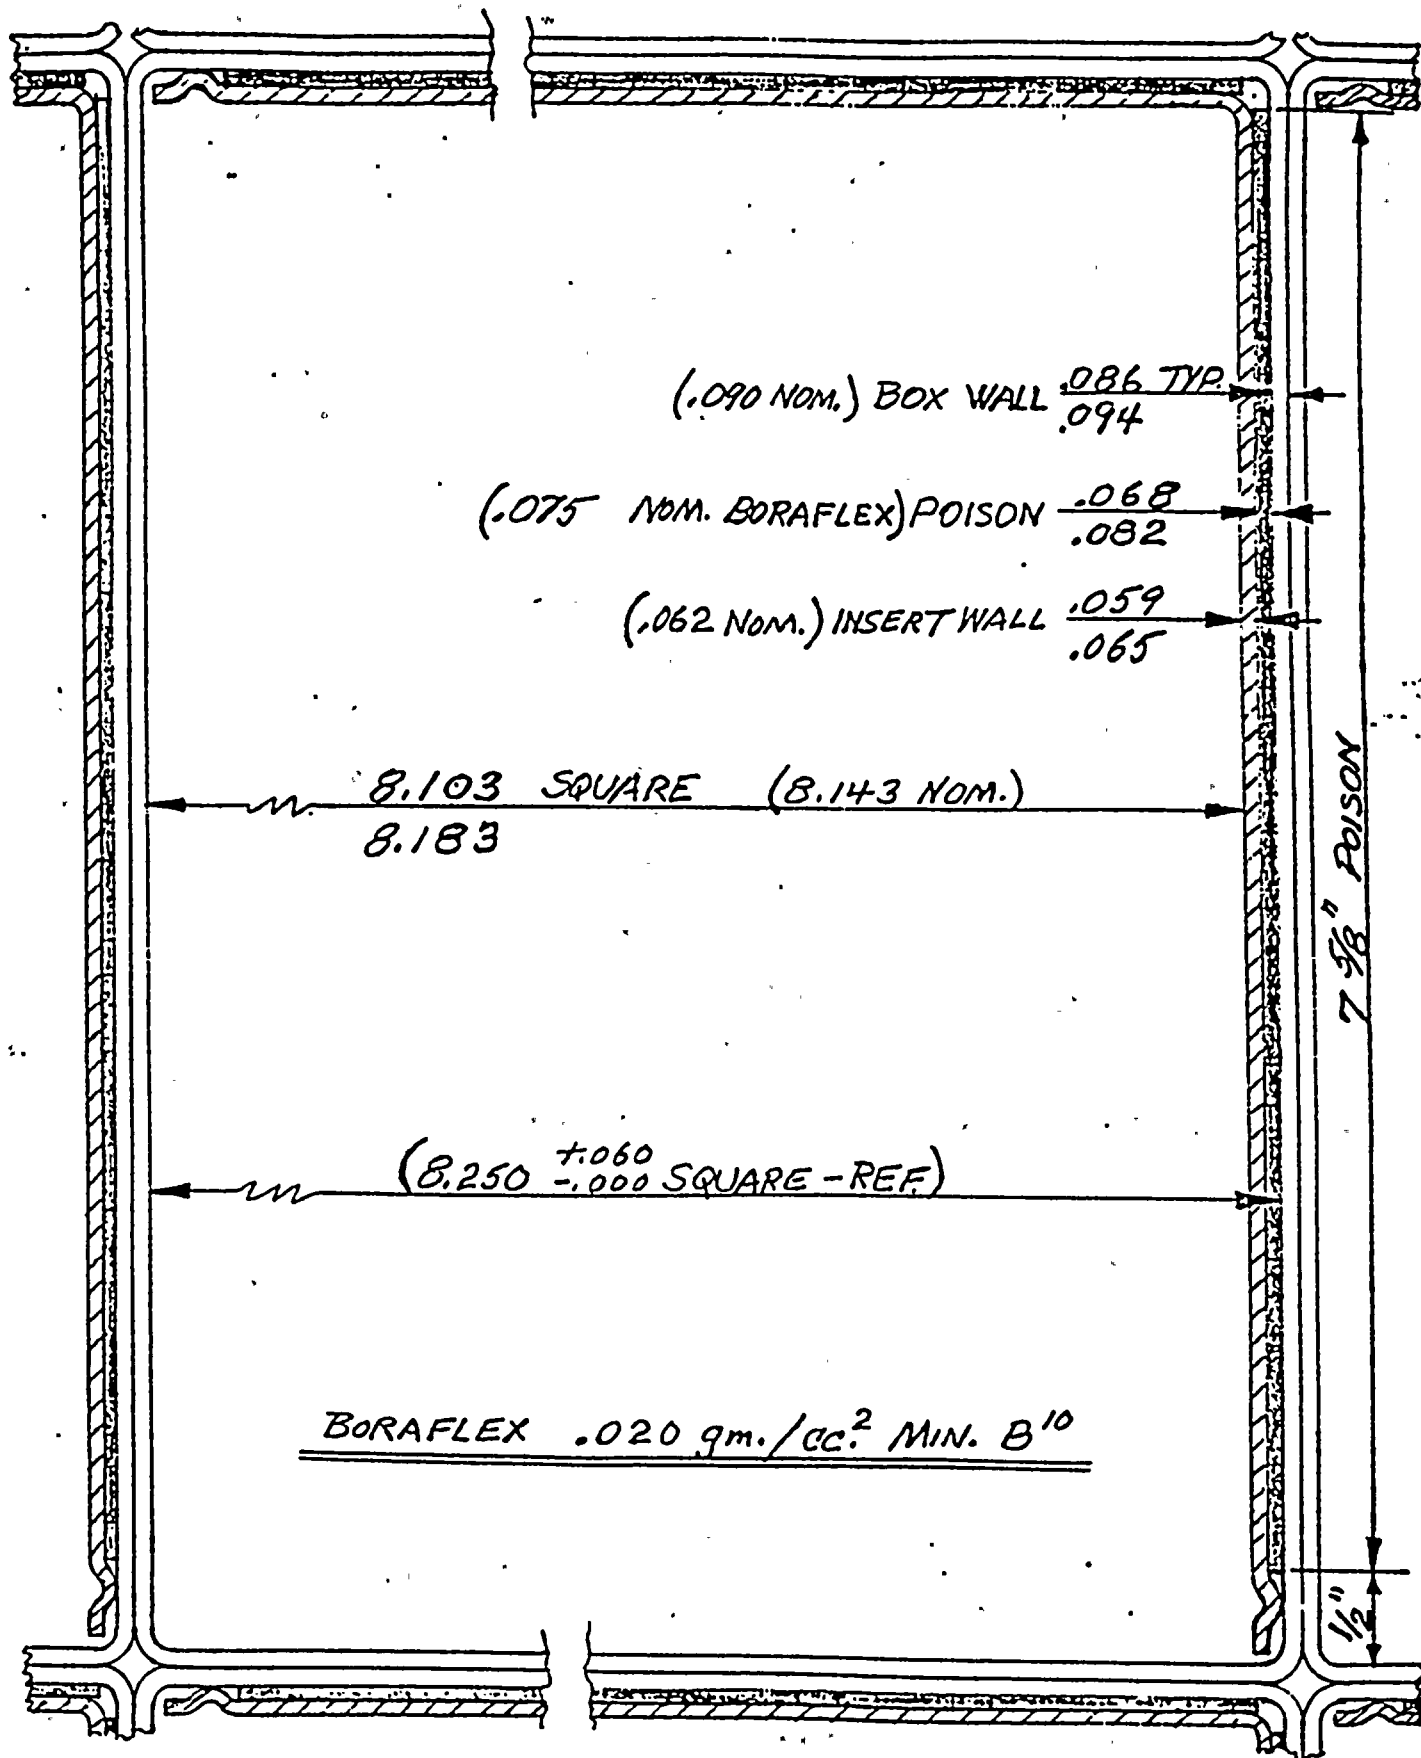 (.090 NOM.) BOX WALL .086 TYP.
.094
(.075 NOM. BORAFLEX) POISON .068
.082
(.062 NOM.) INSERT WALL .059
.065
8.103 SQUARE (8.143 NOM.)
8.183
7 5/8" POISON
(8.250 +.060 -.000 SQUARE - REF.)
BORAFLEX .020 gm./cc.² MIN. B¹⁰
1/2"